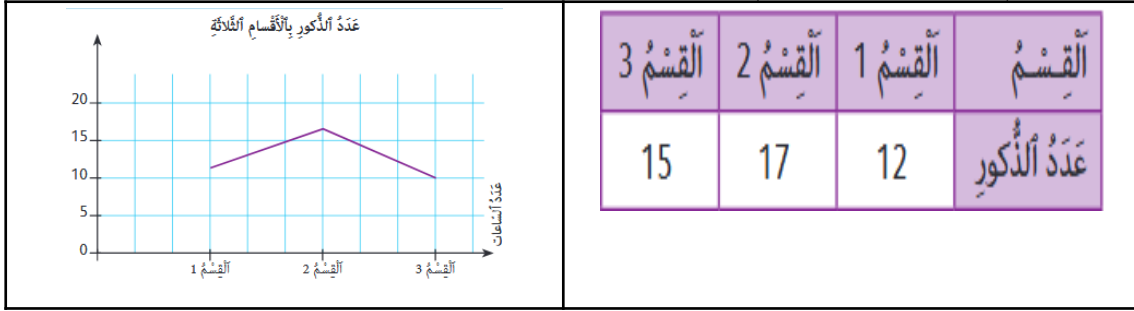 عَدَدُ ٱلذُّكورِ بِٱلْأَقْسامِ ٱلثَّلاثَةِ
20
15
10
5
0
عَدَدُ ٱلسّاعات
ٱلْقِسْمُ 1 ٱلْقِسْمُ 2 ٱلْقِسْمُ 3
ٱلْقِسْمُ ٱلْقِسْمُ 1 ٱلْقِسْمُ 2 ٱلْقِسْمُ 3
عَدَدُ ٱلذُّكورِ 12 17 15